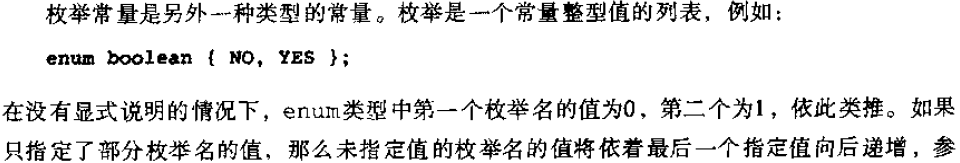 枚举常量是另外一种类型的常量。枚举是一个常量整型值的列表，例如：
enum boolean { NO, YES };
在没有显式说明的情况下，enum类型中第一个枚举名的值为0，第二个为1，依此类推。如果
只指定了部分枚举名的值，那么未指定值的枚举名的值将依着最后一个指定值向后递增，参